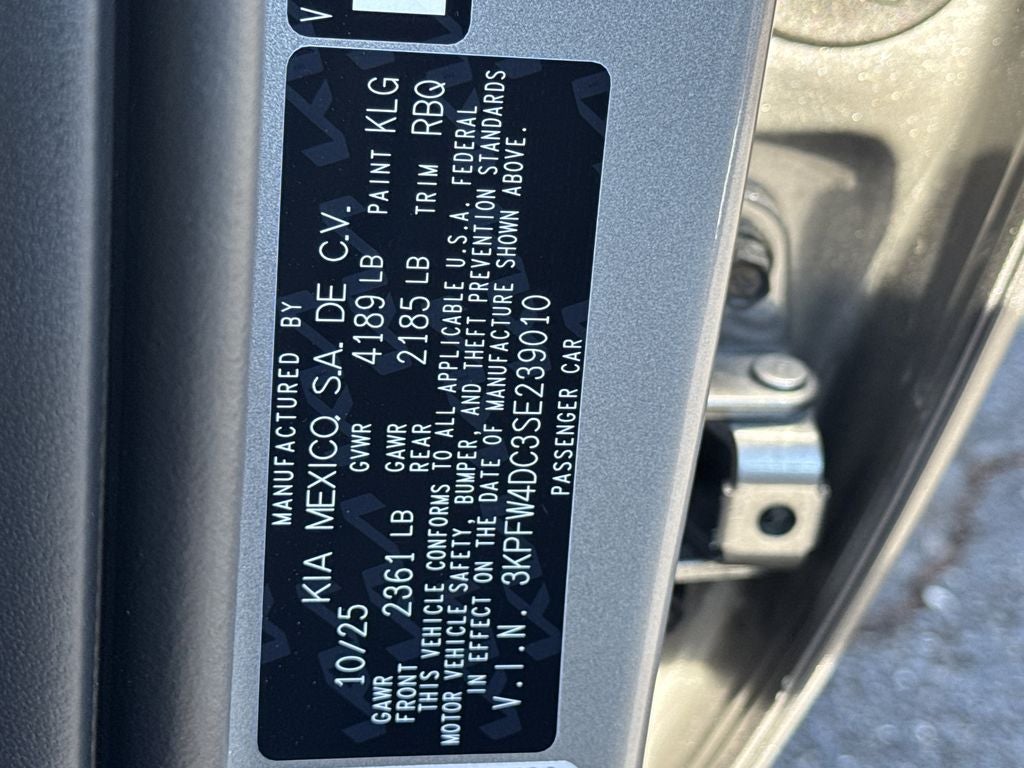 V
MANUFACTURED BY
KIA MEXICO, S.A. DE C.V.
10/25 GVWR 4189 LB PAINT KLG
GAWR FRONT 2361 LB GAWR REAR 2185 LB TRIM RBQ
THIS VEHICLE CONFORMS TO ALL APPLICABLE U.S.A. FEDERAL
MOTOR VEHICLE SAFETY, BUMPER, AND THEFT PREVENTION STANDARDS
IN EFFECT ON THE DATE OF MANUFACTURE SHOWN ABOVE.
V.I.N. 3KPFW4DC3SE239010
PASSENGER CAR